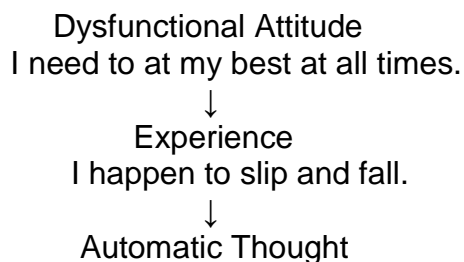 Dysfunctional Attitude
I need to at my best at all times.
↓
Experience
I happen to slip and fall.
↓
Automatic Thought